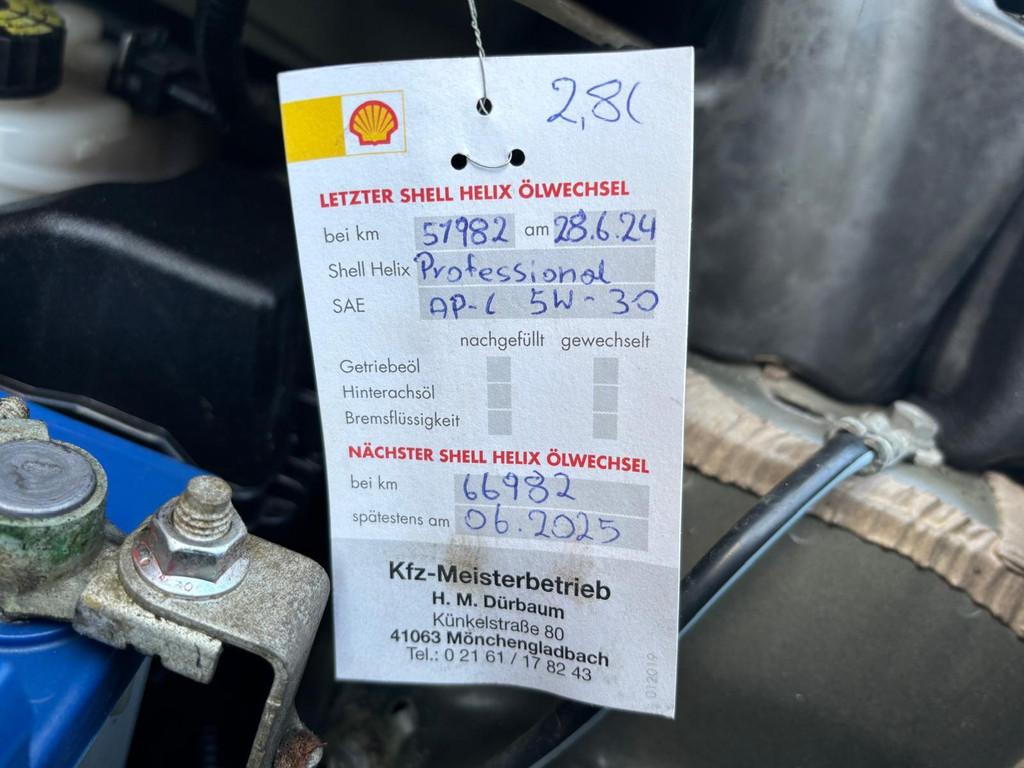 2,8l
LETZTER SHELL HELIX ÖLWECHSEL
bei km 51982 am 28.6.24
Shell Helix Professional
SAE AP-L 5W-30
nachgefüllt gewechselt
Getriebeöl
Hinterachsöl
Bremsflüssigkeit
NÄCHSTER SHELL HELIX ÖLWECHSEL
bei km 66982
spätestens am 06.2025
Kfz-Meisterbetrieb
H. M. Dürbaum
Künkelstraße 80
41063 Mönchengladbach
Tel.: 0 21 61 / 17 82 43
012019